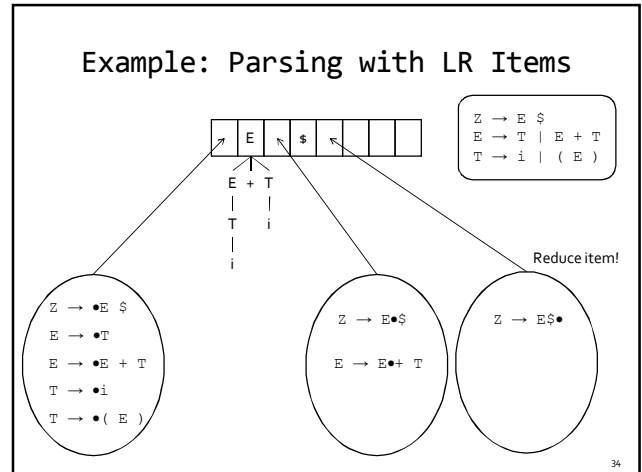 Example: Parsing with LR Items
Z → E $
E → T | E + T
T → i | ( E )
E $
E + T
T i
i
Reduce item!
Z → •E $
E → •T
E → •E + T
T → •i
T → •( E )
Z → E•$
E → E•+ T
Z → E$•
34